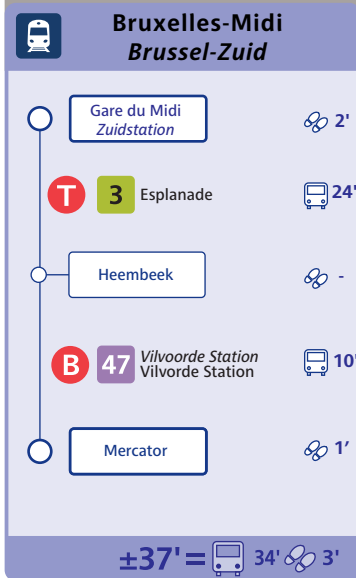 Bruxelles-Midi
Brussel-Zuid
Gare du Midi
Zuidstation
2'
T 3 Esplanade 24'
Heembeek -
B 47 Vilvoorde Station
Vilvorde Station
10'
Mercator 1’
±37' = 34' 3'